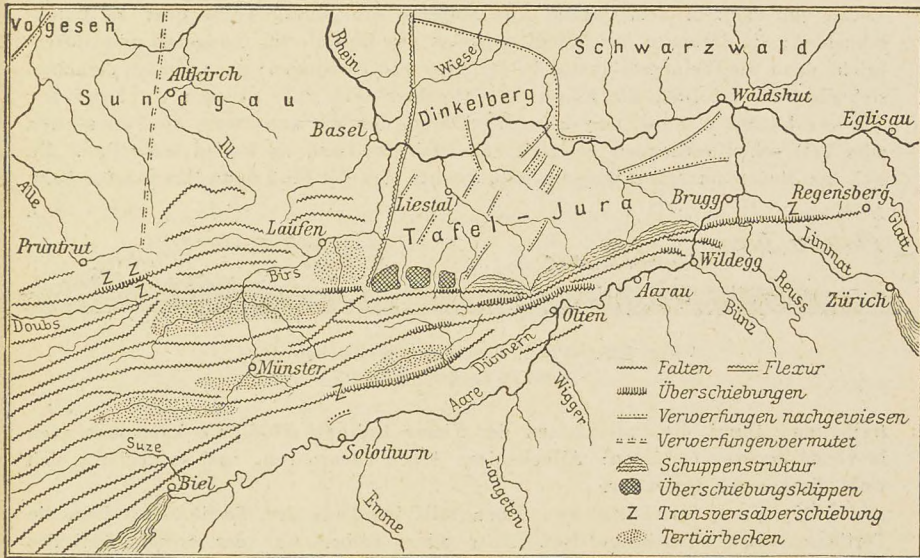 Vogesen
Rhein
Wiese
Schwarzwald
Altkirch
Sundgau
Dinkelberg
Waldshut
Basel
Eglisau
Ill
Alle
Liestal
Tafel-Jura
Brugg
Regensberg
Glatt
Pruntrut
Laufen
Z
Limmat
Z
Z
Birs
Wildegg
Z
Reuss
Zürich
Doubs
Aarau
Bünz
Olten
Dünnern
Münster
Falten
Flexur
Z
Aare
Wigger
Überschiebungen
Verwerfungen nachgewiesen
Suze
Solothurn
Verwerfungen vermutet
Schuppenstruktur
Biel
Langeten
Überschiebungsklippen
Emme
Z Transversalverschiebung
Tertiärbecken